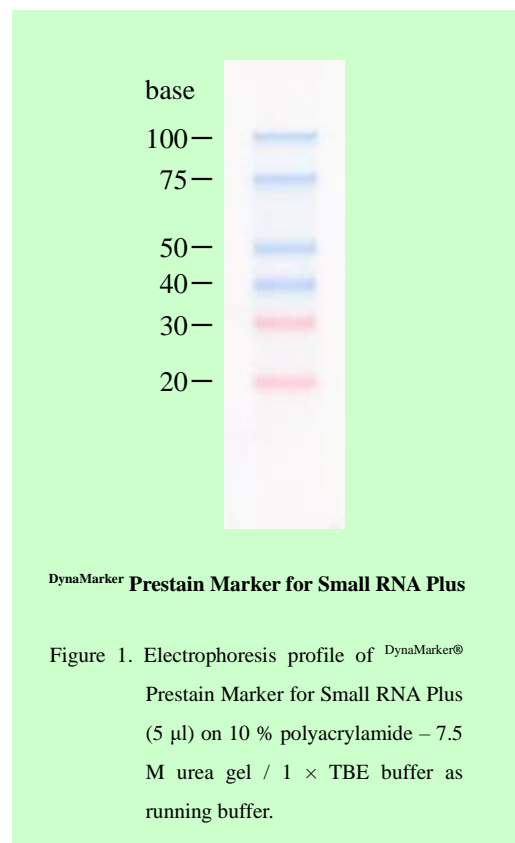 base
100
75
50
40
30
20
DynaMarker Prestain Marker for Small RNA Plus
Figure 1. Electrophoresis profile of DynaMarker®
Prestain Marker for Small RNA Plus
(5 μl) on 10 % polyacrylamide – 7.5
M urea gel / 1 × TBE buffer as
running buffer.